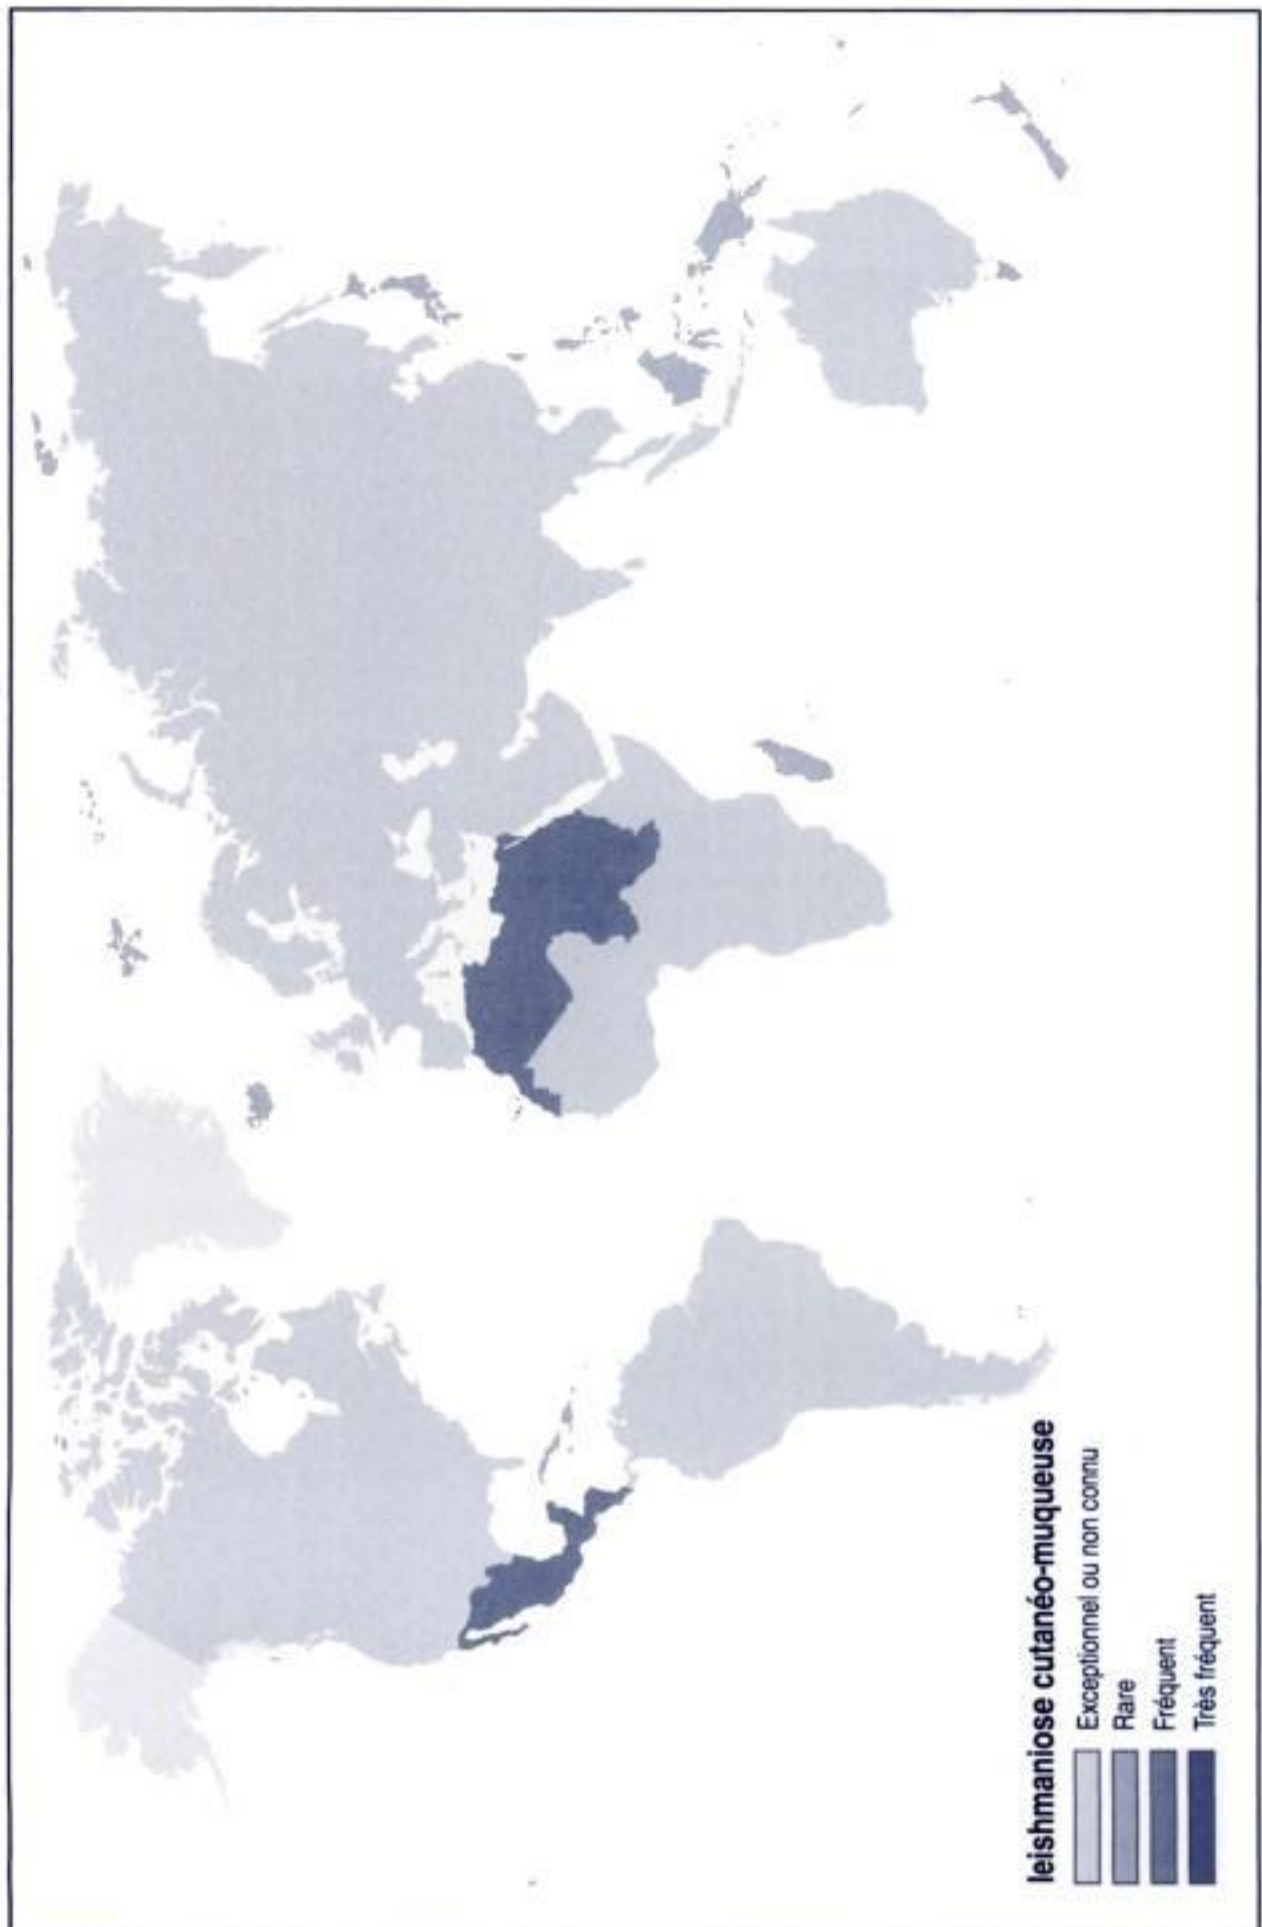 leishmaniose cutanéo-muqueuse
Exceptionnel ou non connu
Rare
Fréquent
Très fréquent